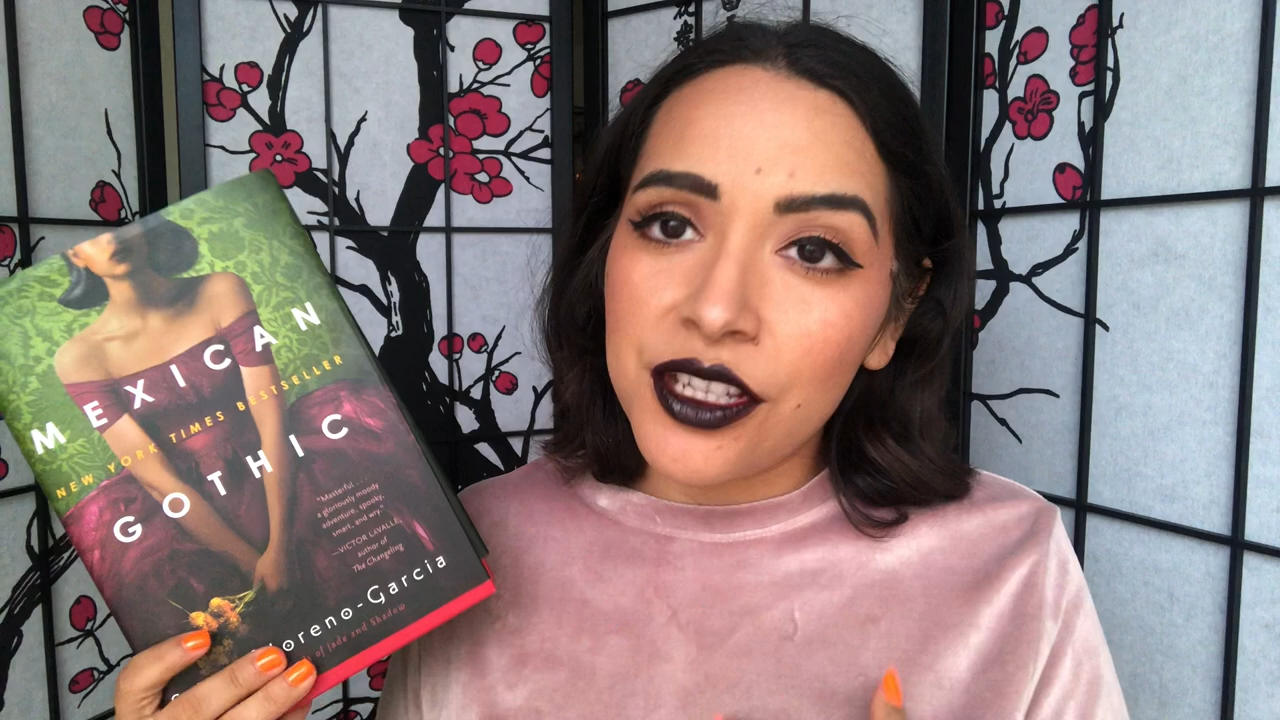 MEXICAN
NEW YORK TIMES BESTSELLER
GOTHIC
"Masterful . . .
a gloriously moody
adventure, spooky,
smart, and wry."
—VICTOR LAVALLE,
author of
The Changeling
Moreno-Garcia
of Jade and Shadow